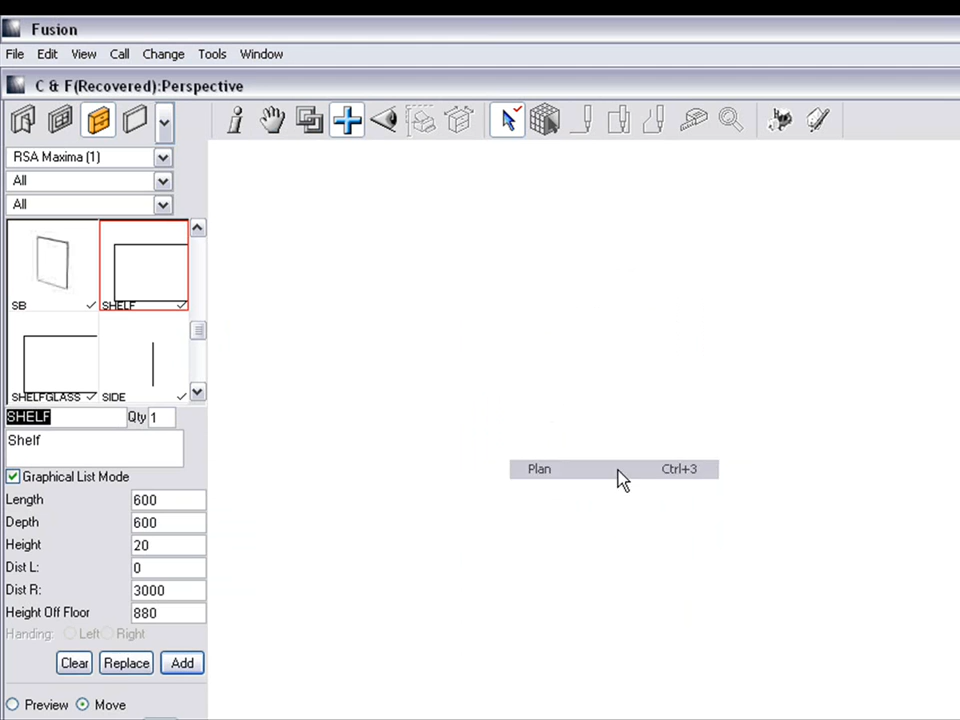 Fusion
File Edit View Call Change Tools Window
C & F(Recovered):Perspective
RSA Maxima (1)
All
All
SB SHELF
SHELFGLASS SIDE
SHELF Qty 1
Shelf
Graphical List Mode
Length 600
Depth 600
Height 20
Dist L: 0
Dist R: 3000
Height Off Floor 880
Handing: Left Right
Clear Replace Add
Preview Move
Plan Ctrl+3